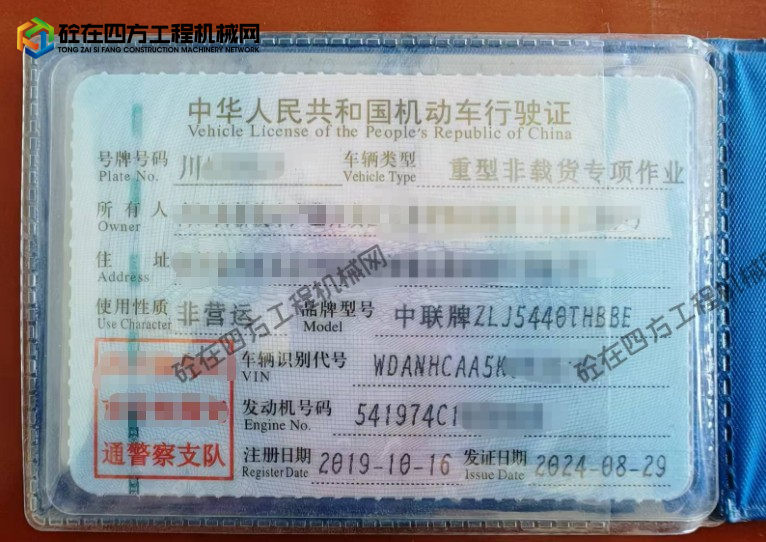 砼在四方工程机械网
TONG ZAI SI FANG CONSTRUCTION MACHINERY NETWORK
中华人民共和国机动车行驶证
Vehicle License of the People's Republic of China
号牌号码 川 车辆类型 重型非载货专项作业
Plate No. Vehicle Type
所有人
Owner
住址
Address
使用性质 非营运 品牌型号 中联牌ZLJ5440THBBE
Use Character Model
车辆识别代号 WDANHCAA5K
VIN
发动机号码 541974C1
Engine No.
通警察支队
注册日期 2019-10-16 发证日期 2024-08-29
Register Date Issue Date
砼在四方工程机械网
砼在四方工程机械网